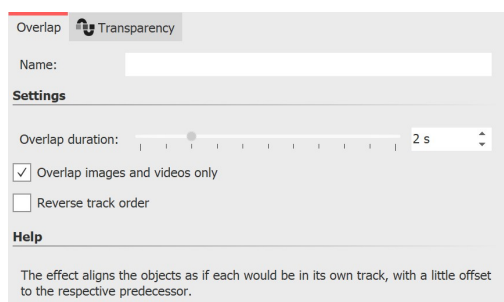 Overlap Transparency
Name:
Settings
Overlap duration: 2 s
Overlap images and videos only
Reverse track order
Help
The effect aligns the objects as if each would be in its own track, with a little offset
to the respective predecessor.